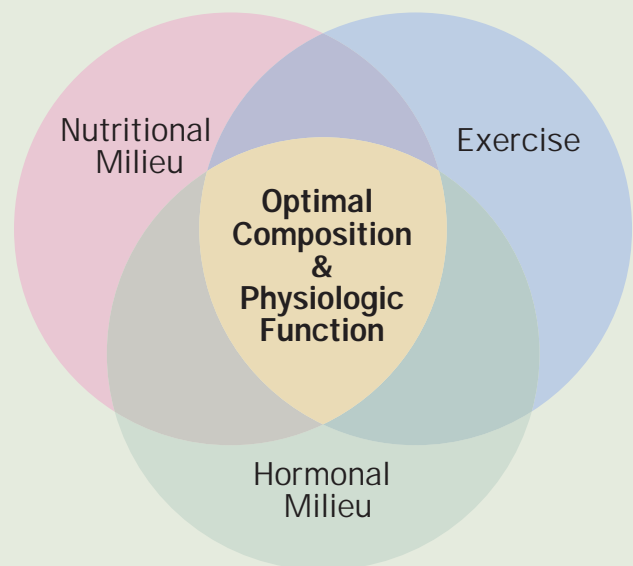 Nutritional
Milieu
Exercise
Optimal
Composition
&
Physiologic
Function
Hormonal
Milieu